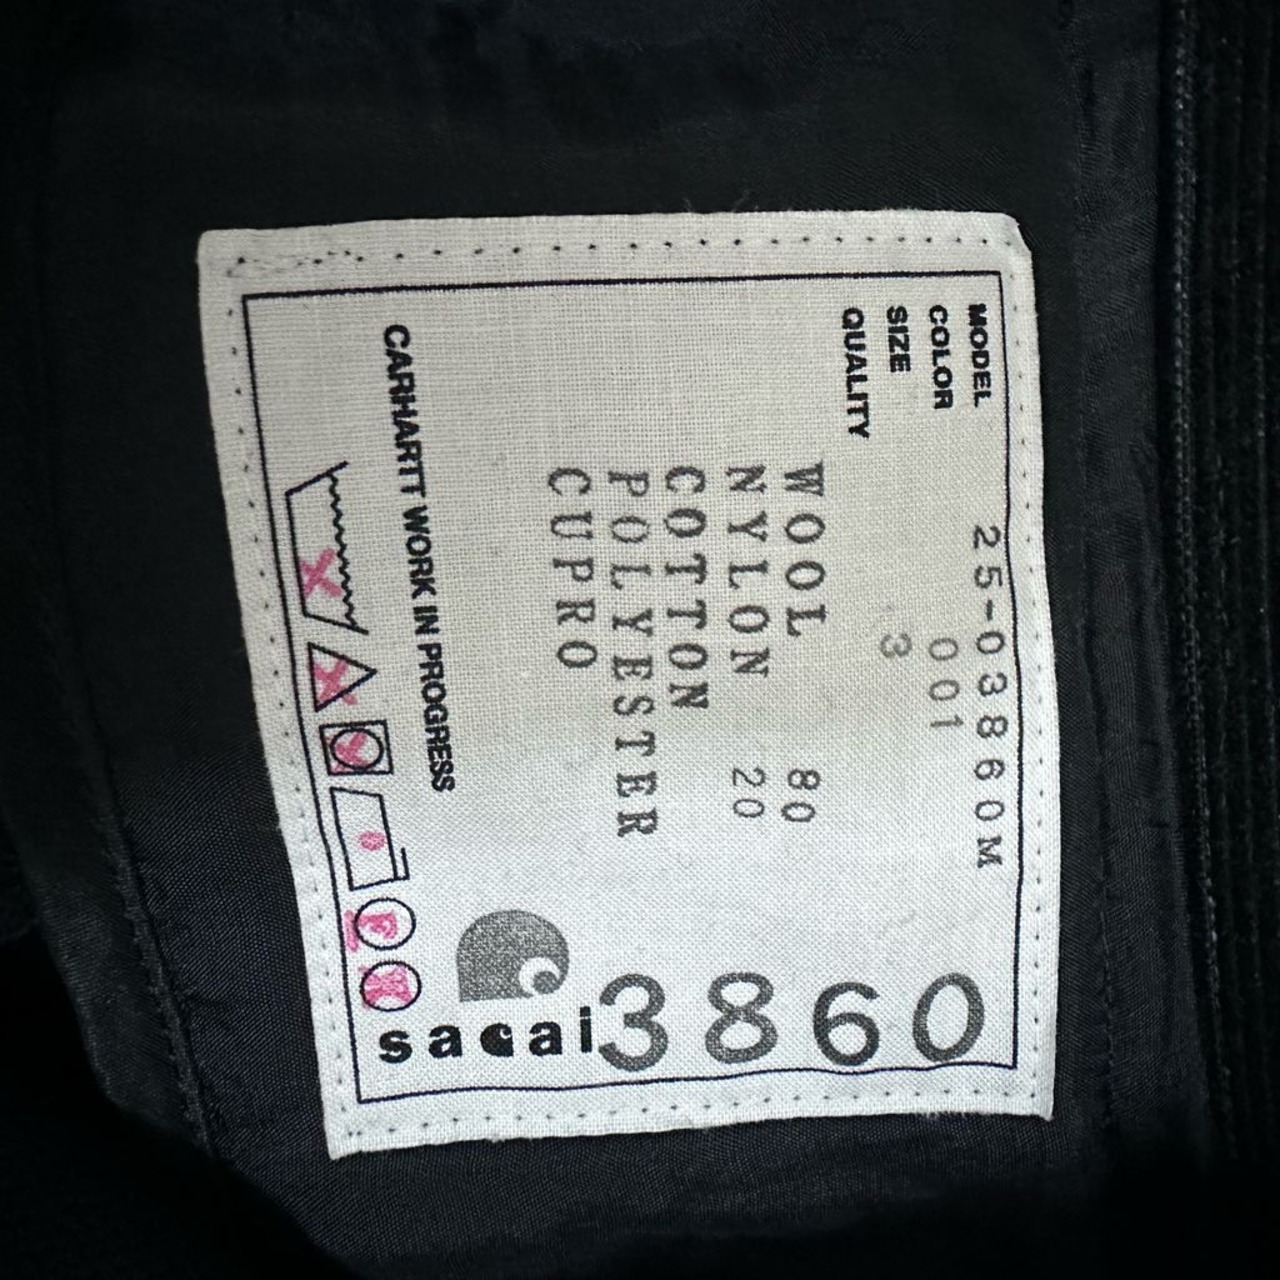 MODEL 25-03860M
COLOR 001
SIZE 3
QUALITY
WOOL 80
NYLON 20
COTTON
POLYESTER
CUPRO
CARHARTT WORK IN PROGRESS
F
3860
sacai